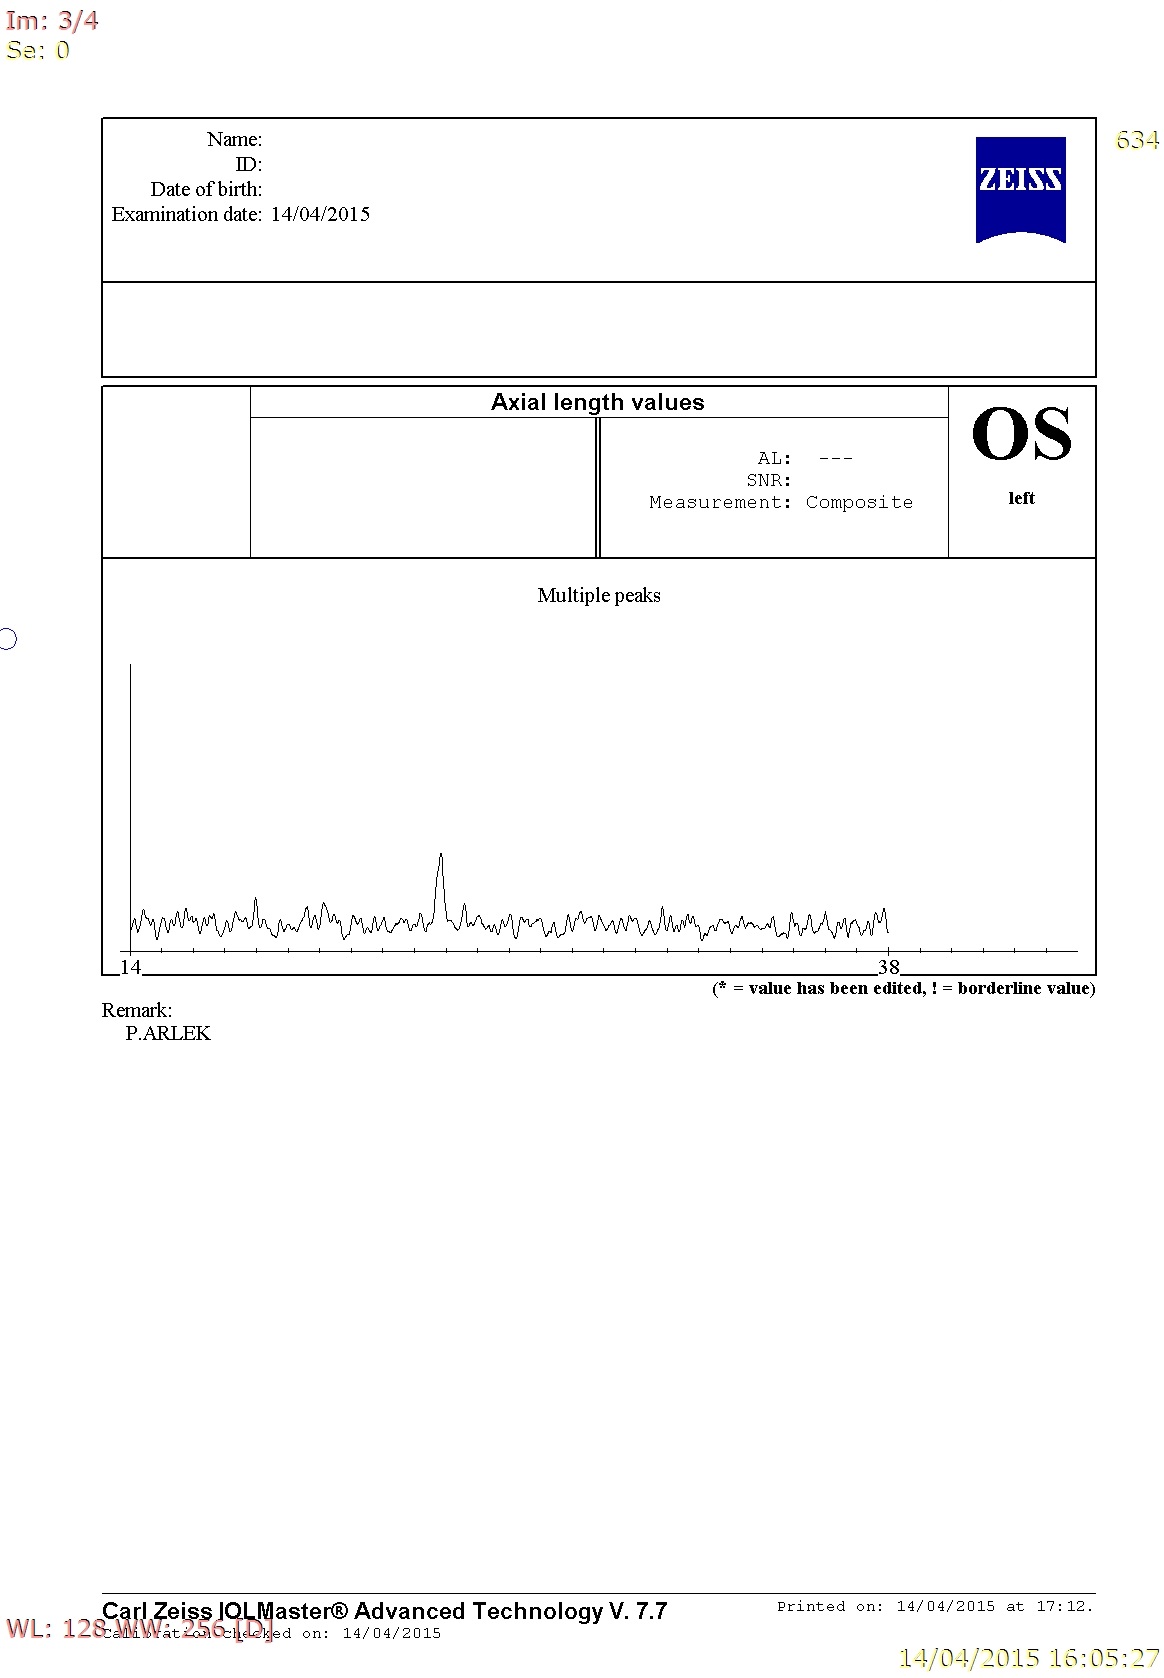 Im: 3/4
Se: 0
634
Name:
ID:
Date of birth:
Examination date: 14/04/2015
ZEISS
Axial length values
OS
left
AL: ---
SNR:
Measurement: Composite
Multiple peaks
14 38
(* = value has been edited, ! = borderline value)
Remark:
P.ARLEK
Carl Zeiss IOLMaster® Advanced Technology V. 7.7
Printed on: 14/04/2015 at 17:12.
WL: 128 WW: 256 [D]
Calibration checked on: 14/04/2015
14/04/2015 16:05:27